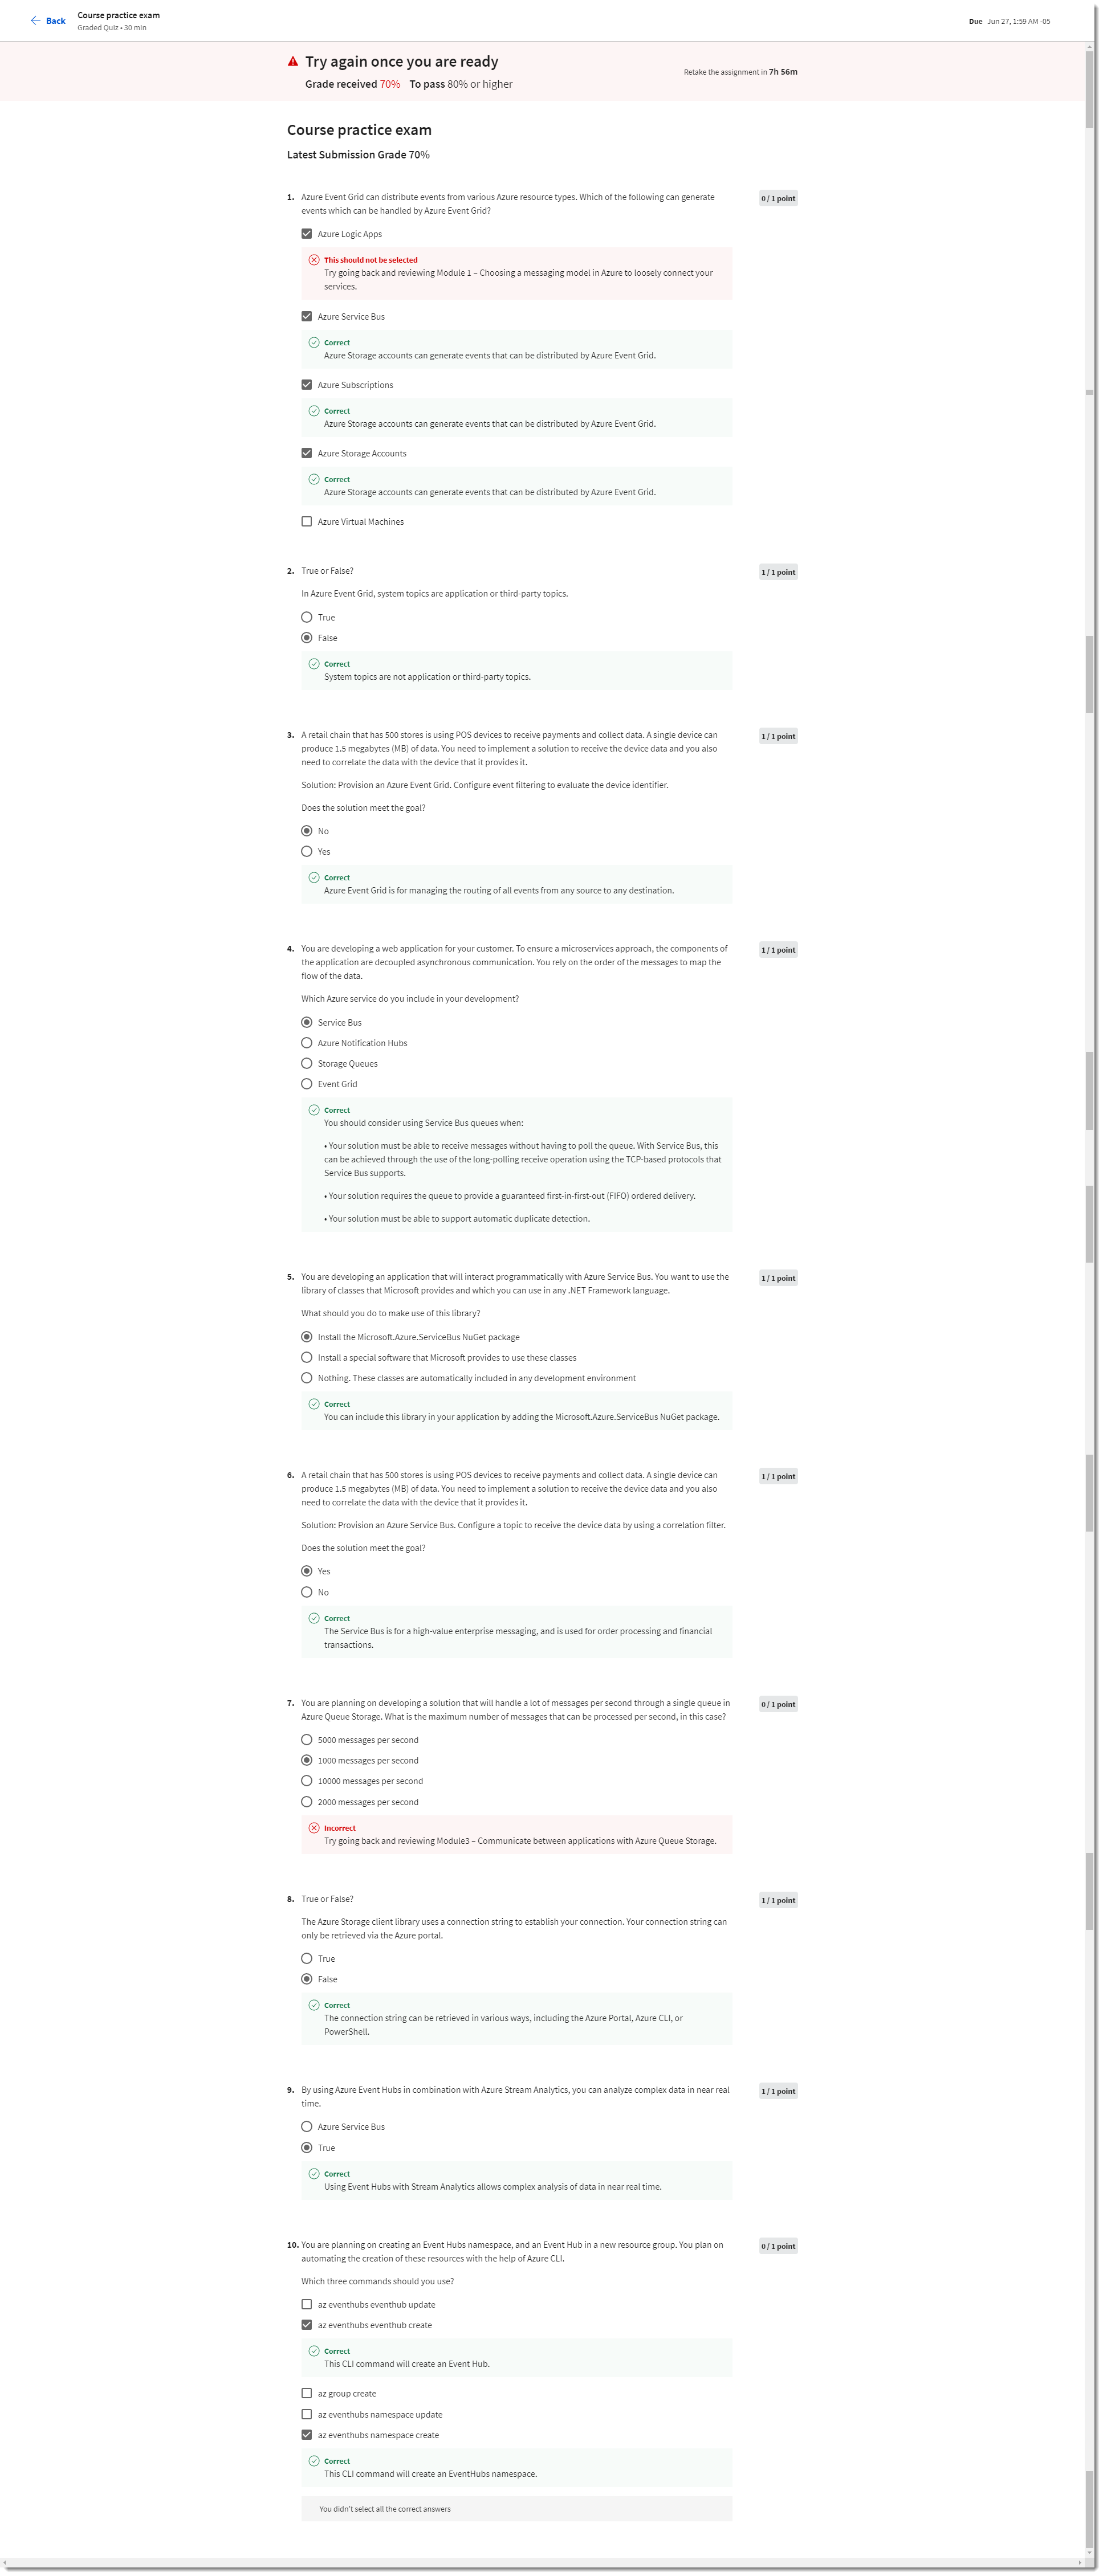 Back
Course practice exam
Graded Quiz • 30 min
Due Jun 27, 1:59 AM -05
Try again once you are ready
Grade received 70% To pass 80% or higher
Retake the assignment in 7h 56m
Course practice exam
Latest Submission Grade 70%
1. Azure Event Grid can distribute events from various Azure resource types. Which of the following can generate
events which can be handled by Azure Event Grid?
0 / 1 point
Azure Logic Apps
This should not be selected
Try going back and reviewing Module 1 – Choosing a messaging model in Azure to loosely connect your
services.
Azure Service Bus
Correct
Azure Storage accounts can generate events that can be distributed by Azure Event Grid.
Azure Subscriptions
Correct
Azure Storage accounts can generate events that can be distributed by Azure Event Grid.
Azure Storage Accounts
Correct
Azure Storage accounts can generate events that can be distributed by Azure Event Grid.
Azure Virtual Machines
2. True or False?
1 / 1 point
In Azure Event Grid, system topics are application or third-party topics.
True
False
Correct
System topics are not application or third-party topics.
3. A retail chain that has 500 stores is using POS devices to receive payments and collect data. A single device can
produce 1.5 megabytes (MB) of data. You need to implement a solution to receive the device data and you also
need to correlate the data with the device that it provides it.
1 / 1 point
Solution: Provision an Azure Event Grid. Configure event filtering to evaluate the device identifier.
Does the solution meet the goal?
No
Yes
Correct
Azure Event Grid is for managing the routing of all events from any source to any destination.
4. You are developing a web application for your customer. To ensure a microservices approach, the components of
the application are decoupled asynchronous communication. You rely on the order of the messages to map the
flow of the data.
1 / 1 point
Which Azure service do you include in your development?
Service Bus
Azure Notification Hubs
Storage Queues
Event Grid
Correct
You should consider using Service Bus queues when:
• Your solution must be able to receive messages without having to poll the queue. With Service Bus, this
can be achieved through the use of the long-polling receive operation using the TCP-based protocols that
Service Bus supports.
• Your solution requires the queue to provide a guaranteed first-in-first-out (FIFO) ordered delivery.
• Your solution must be able to support automatic duplicate detection.
5. You are developing an application that will interact programmatically with Azure Service Bus. You want to use the
library of classes that Microsoft provides and which you can use in any .NET Framework language.
1 / 1 point
What should you do to make use of this library?
Install the Microsoft.Azure.ServiceBus NuGet package
Install a special software that Microsoft provides to use these classes
Nothing. These classes are automatically included in any development environment
Correct
You can include this library in your application by adding the Microsoft.Azure.ServiceBus NuGet package.
6. A retail chain that has 500 stores is using POS devices to receive payments and collect data. A single device can
produce 1.5 megabytes (MB) of data. You need to implement a solution to receive the device data and you also
need to correlate the data with the device that it provides it.
1 / 1 point
Solution: Provision an Azure Service Bus. Configure a topic to receive the device data by using a correlation filter.
Does the solution meet the goal?
Yes
No
Correct
The Service Bus is for a high-value enterprise messaging, and is used for order processing and financial
transactions.
7. You are planning on developing a solution that will handle a lot of messages per second through a single queue in
Azure Queue Storage. What is the maximum number of messages that can be processed per second, in this case?
0 / 1 point
5000 messages per second
1000 messages per second
10000 messages per second
2000 messages per second
Incorrect
Try going back and reviewing Module3 – Communicate between applications with Azure Queue Storage.
8. True or False?
1 / 1 point
The Azure Storage client library uses a connection string to establish your connection. Your connection string can
only be retrieved via the Azure portal.
True
False
Correct
The connection string can be retrieved in various ways, including the Azure Portal, Azure CLI, or
PowerShell.
9. By using Azure Event Hubs in combination with Azure Stream Analytics, you can analyze complex data in near real
time.
1 / 1 point
Azure Service Bus
True
Correct
Using Event Hubs with Stream Analytics allows complex analysis of data in near real time.
10. You are planning on creating an Event Hubs namespace, and an Event Hub in a new resource group. You plan on
automating the creation of these resources with the help of Azure CLI.
0 / 1 point
Which three commands should you use?
az eventhubs eventhub update
az eventhubs eventhub create
Correct
This CLI command will create an Event Hub.
az group create
az eventhubs namespace update
az eventhubs namespace create
Correct
This CLI command will create an EventHubs namespace.
You didn't select all the correct answers